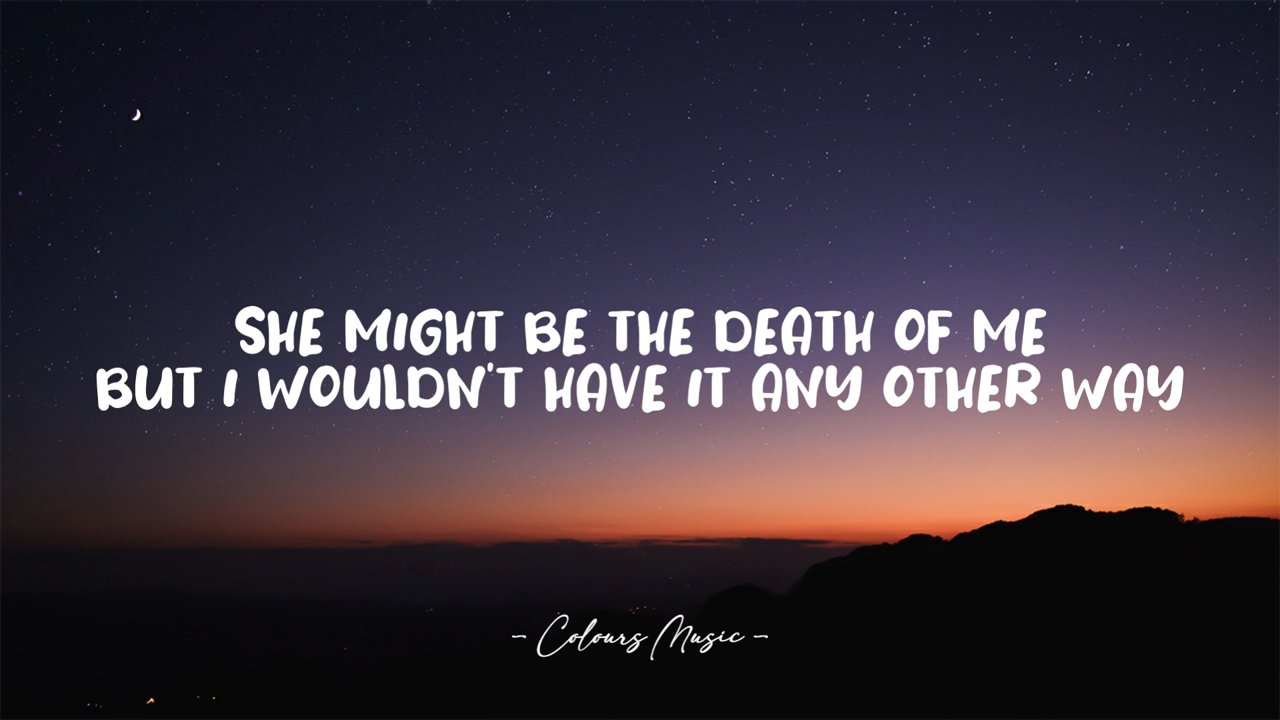 SHE MIGHT BE THE DEATH OF ME
BUT I WOULDN'T HAVE IT ANY OTHER WAY
- Colours Music -